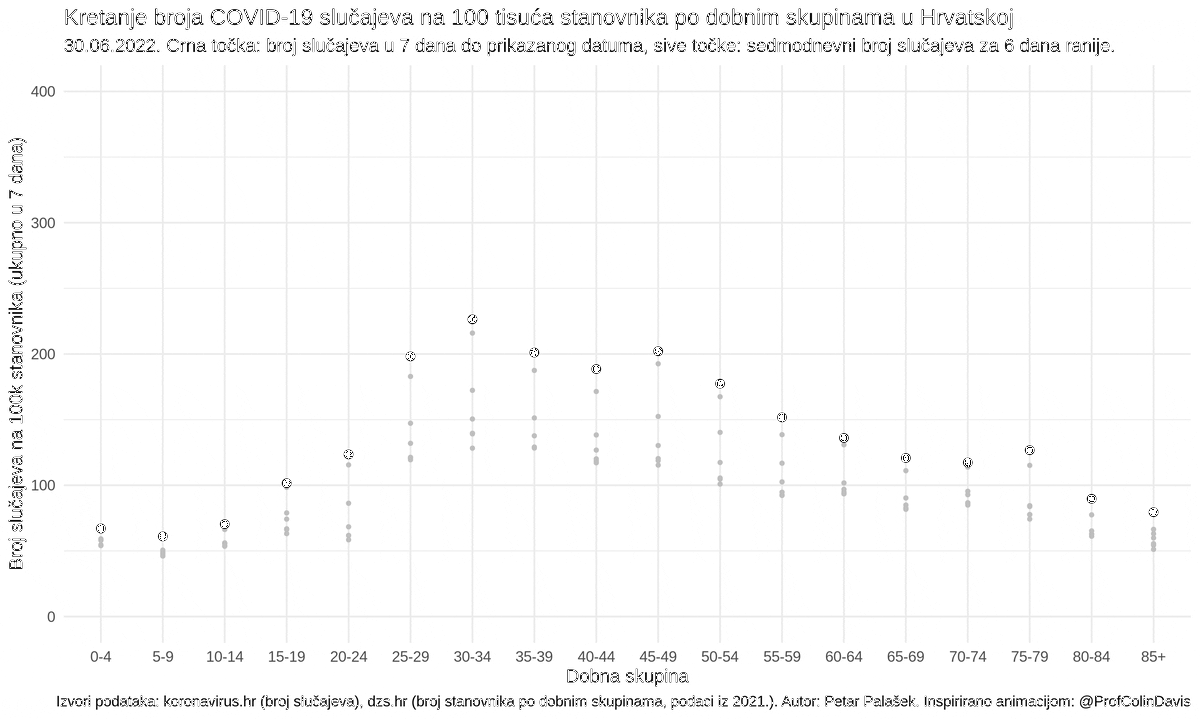 Kretanje broja COVID-19 slučajeva na 100 tisuća stanovnika po dobnim skupinama u Hrvatskoj
30.06.2022. Crna točka: broj slučajeva u 7 dana do prikazanog datuma, sive točke: sedmodnevni broj slučajeva za 6 dana ranije.
Broj slučajeva na 100k stanovnika (ukupno u 7 dana)
400
300
200
100
0
0-4 5-9 10-14 15-19 20-24 25-29 30-34 35-39 40-44 45-49 50-54 55-59 60-64 65-69 70-74 75-79 80-84 85+
Dobna skupina
Izvori podataka: koronavirus.hr (broj slučajeva), dzs.hr (broj stanovnika po dobnim skupinama, podaci iz 2021.). Autor: Petar Palašek. Inspirirano animacijom: @ProfColinDavis